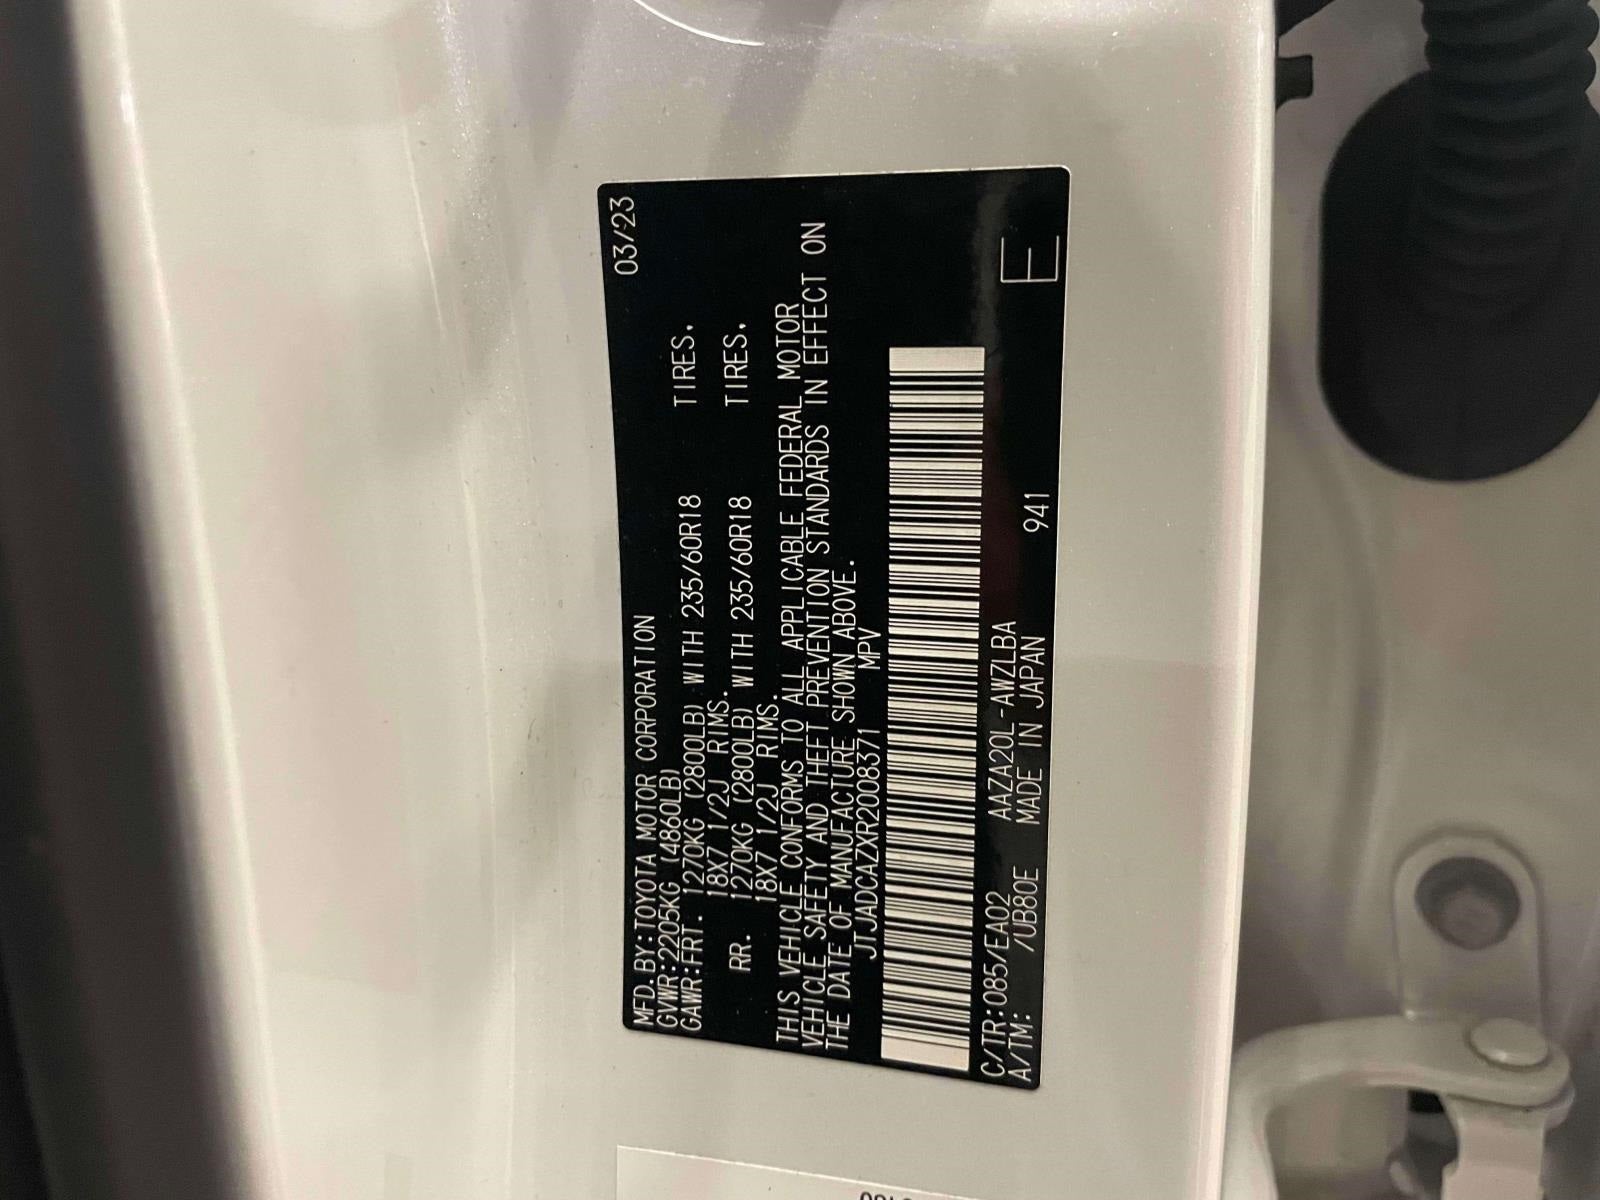 03/23
MFD.BY:TOYOTA MOTOR CORPORATION
GVWR:2205KG (4860LB)
GAWR:FRT. 1270KG (2800LB) WITH 235/60R18 TIRES.
18X7 1/2J RIMS.
RR. 1270KG (2800LB) WITH 235/60R18 TIRES.
18X7 1/2J RIMS.
THIS VEHICLE CONFORMS TO ALL APPLICABLE FEDERAL MOTOR
VEHICLE SAFETY AND THEFT PREVENTION STANDARDS IN EFFECT ON
THE DATE OF MANUFACTURE SHOWN ABOVE.
JTJADCAZXR2008371 MPV
C/TR:085/EA02 AAZA20L-AWZLBA
A/TM: /UB80E MADE IN JAPAN 941 E